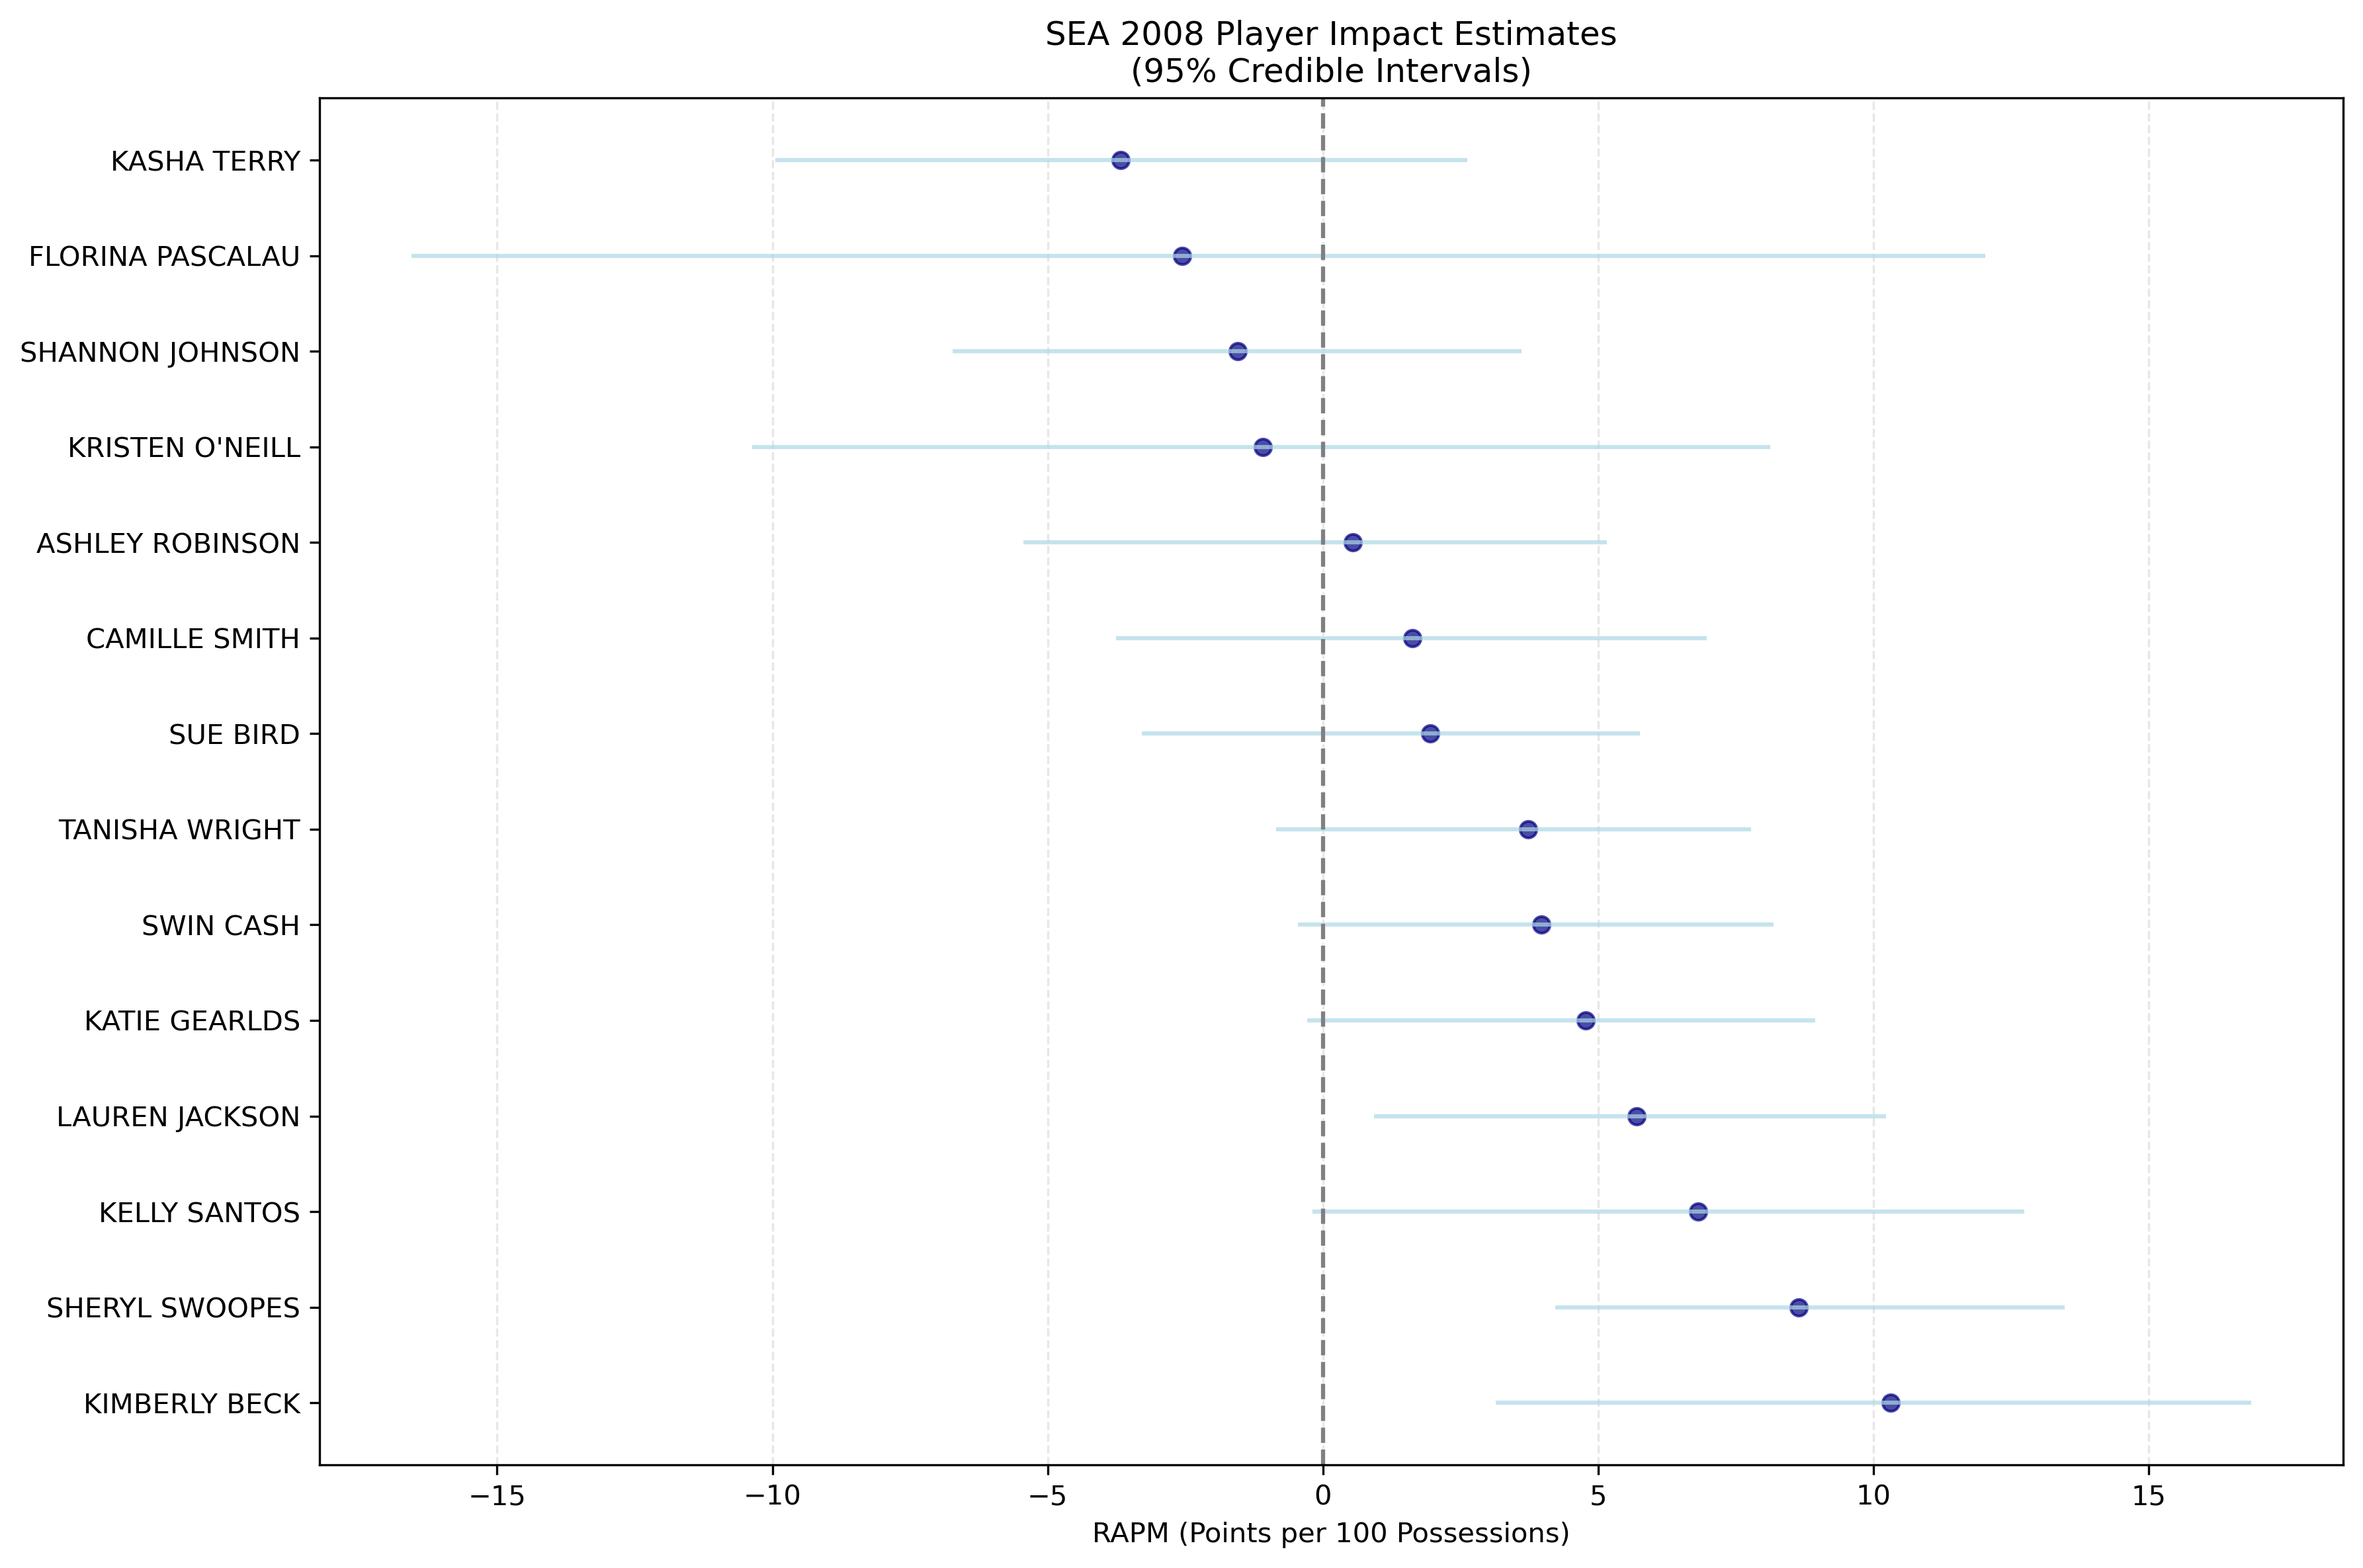 SEA 2008 Player Impact Estimates
(95% Credible Intervals)
KASHA TERRY
FLORINA PASCALAU
SHANNON JOHNSON
KRISTEN O'NEILL
ASHLEY ROBINSON
CAMILLE SMITH
SUE BIRD
TANISHA WRIGHT
SWIN CASH
KATIE GEARLDS
LAUREN JACKSON
KELLY SANTOS
SHERYL SWOOPES
KIMBERLY BECK
−15 −10 −5 0 5 10 15
RAPM (Points per 100 Possessions)